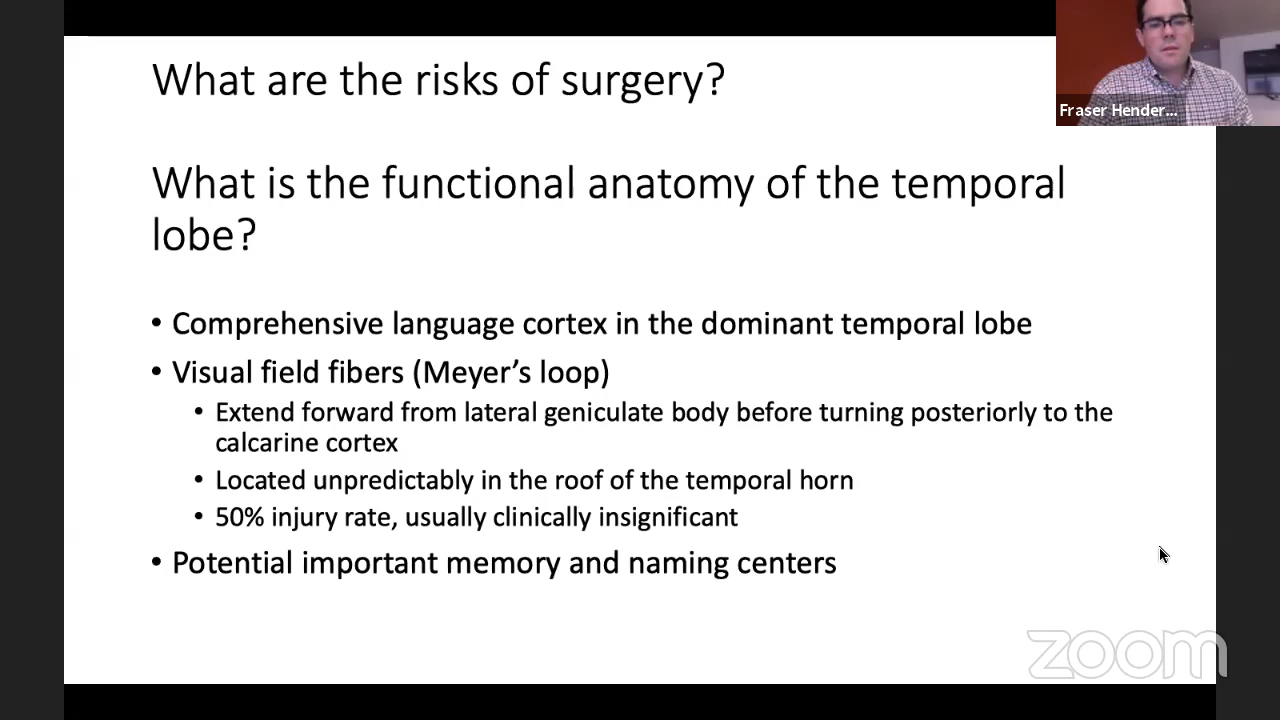 What are the risks of surgery?
Fraser Hender...
What is the functional anatomy of the temporal
lobe?
• Comprehensive language cortex in the dominant temporal lobe
• Visual field fibers (Meyer’s loop)
• Extend forward from lateral geniculate body before turning posteriorly to the
calcarine cortex
• Located unpredictably in the roof of the temporal horn
• 50% injury rate, usually clinically insignificant
• Potential important memory and naming centers
zoom